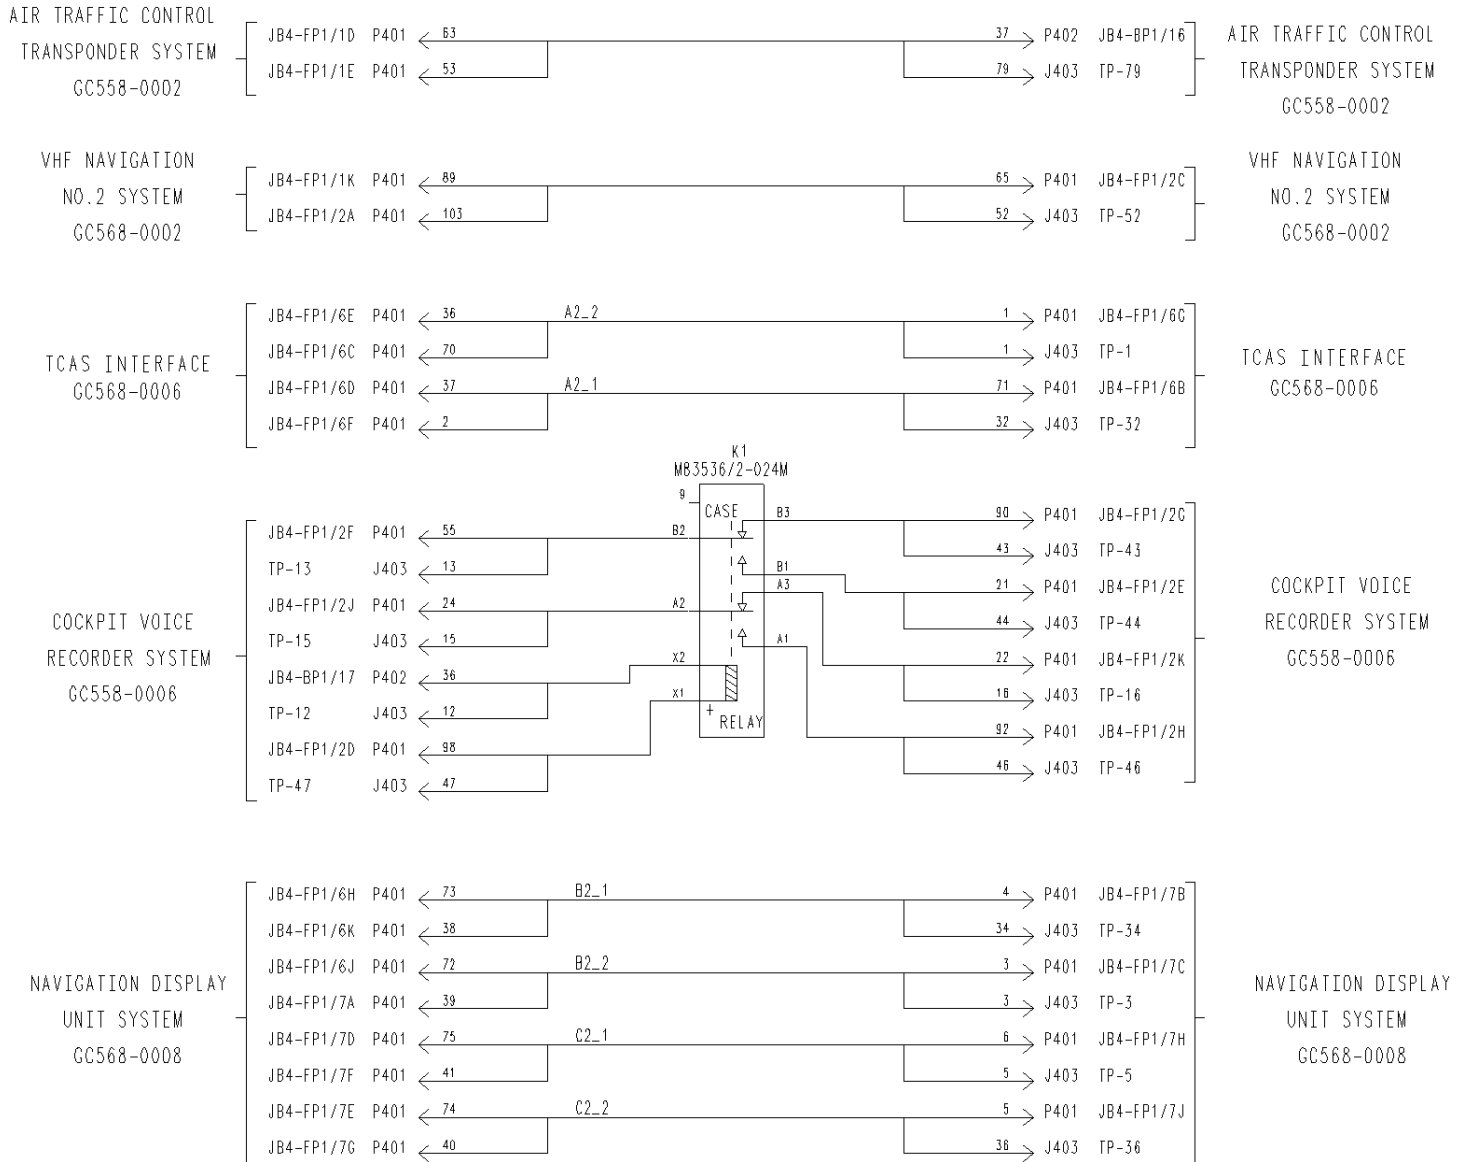 AIR TRAFFIC CONTROL
TRANSPONDER SYSTEM
GC558-0002
JB4-FP1/1D P401 63
JB4-FP1/1E P401 53
37 P402 JB4-BP1/16
79 J403 TP-79
AIR TRAFFIC CONTROL
TRANSPONDER SYSTEM
GC558-0002
VHF NAVIGATION
NO.2 SYSTEM
GC568-0002
JB4-FP1/1K P401 89
JB4-FP1/2A P401 103
65 P401 JB4-FP1/2C
52 J403 TP-52
VHF NAVIGATION
NO.2 SYSTEM
GC568-0002
TCAS INTERFACE
GC568-0006
JB4-FP1/6E P401 36 A2_2
JB4-FP1/6C P401 70
JB4-FP1/6D P401 37 A2_1
JB4-FP1/6F P401 2
1 P401 JB4-FP1/6G
1 J403 TP-1
71 P401 JB4-FP1/6B
32 J403 TP-32
TCAS INTERFACE
GC568-0006
COCKPIT VOICE
RECORDER SYSTEM
GC558-0006
JB4-FP1/2F P401 55
TP-13 J403 13
JB4-FP1/2J P401 24
TP-15 J403 15
JB4-BP1/17 P402 36
TP-12 J403 12
JB4-FP1/2D P401 98
TP-47 J403 47
K1
M83536/2-024M
9
CASE
B2
B3
B1
A3
A2
A1
X2
X1
+
RELAY
90 P401 JB4-FP1/2G
43 J403 TP-43
21 P401 JB4-FP1/2E
44 J403 TP-44
22 P401 JB4-FP1/2K
16 J403 TP-16
92 P401 JB4-FP1/2H
46 J403 TP-46
COCKPIT VOICE
RECORDER SYSTEM
GC558-0006
NAVIGATION DISPLAY
UNIT SYSTEM
GC568-0008
JB4-FP1/6H P401 73 B2_1
JB4-FP1/6K P401 38
JB4-FP1/6J P401 72 B2_2
JB4-FP1/7A P401 39
JB4-FP1/7D P401 75 C2_1
JB4-FP1/7F P401 41
JB4-FP1/7E P401 74 C2_2
JB4-FP1/7G P401 40
4 P401 JB4-FP1/7B
34 J403 TP-34
3 P401 JB4-FP1/7C
3 J403 TP-3
6 P401 JB4-FP1/7H
5 J403 TP-5
5 P401 JB4-FP1/7J
36 J403 TP-36
NAVIGATION DISPLAY
UNIT SYSTEM
GC568-0008